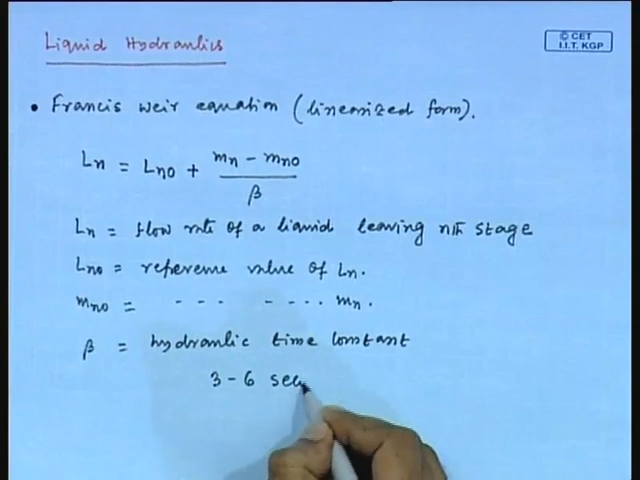 Liquid Hydraulics
© CET
I.I.T. KGP
• Francis weir equation (linearized form).
Ln = Lno + (mn - mno) / β
Ln = flow rate of a liquid leaving nth stage
Lno = reference value of Ln.
mno = - - - - - - - mn.
β = hydraulic time constant
3 - 6 sec